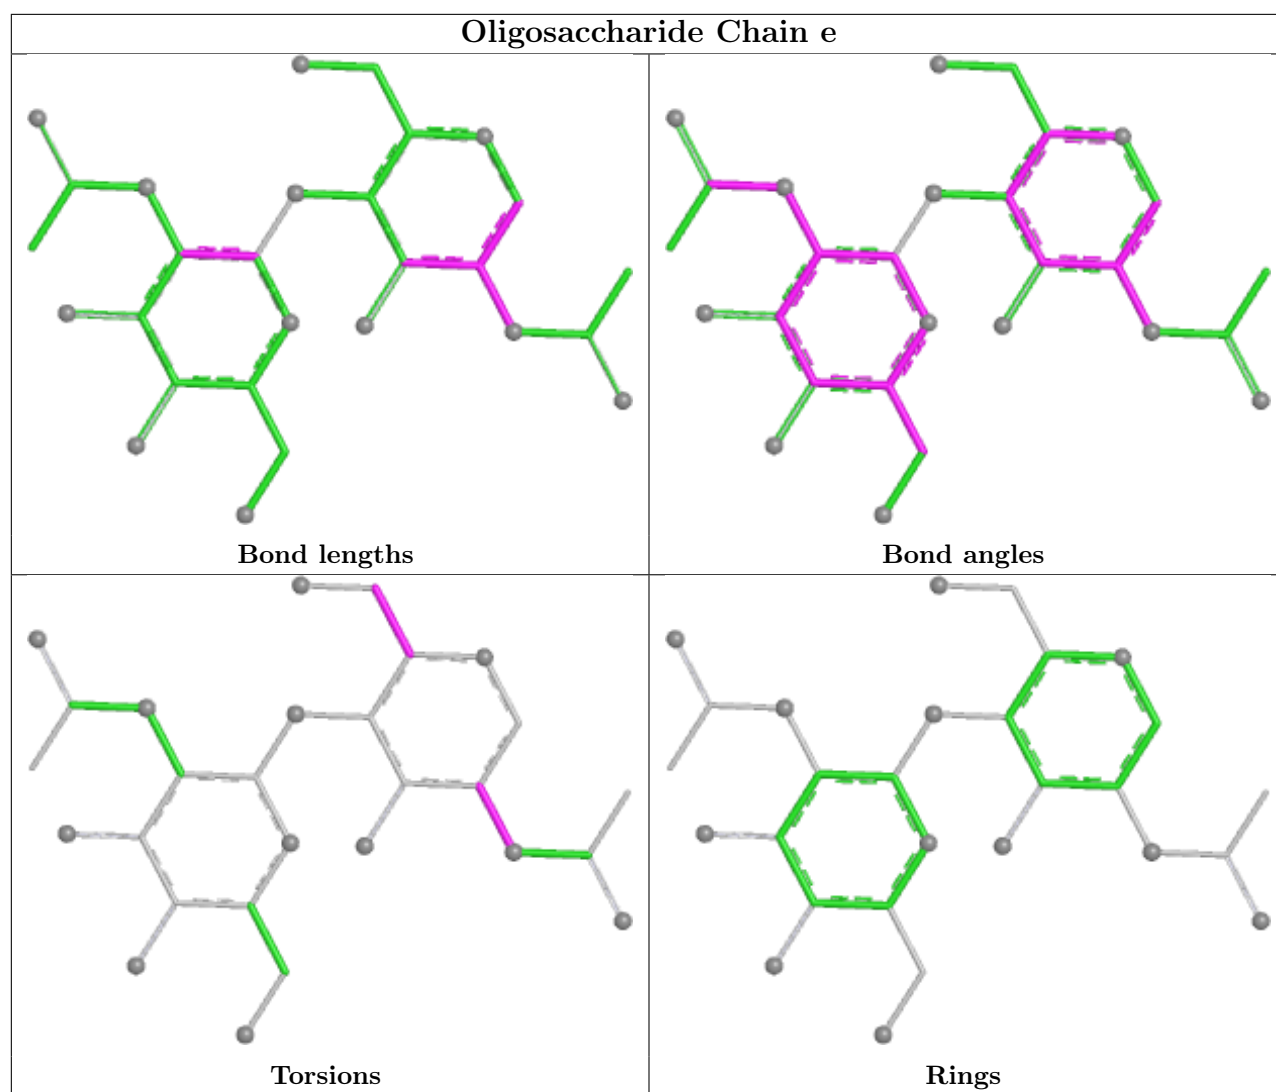 Oligosaccharide Chain e
Bond lengths
Bond angles
Torsions
Rings